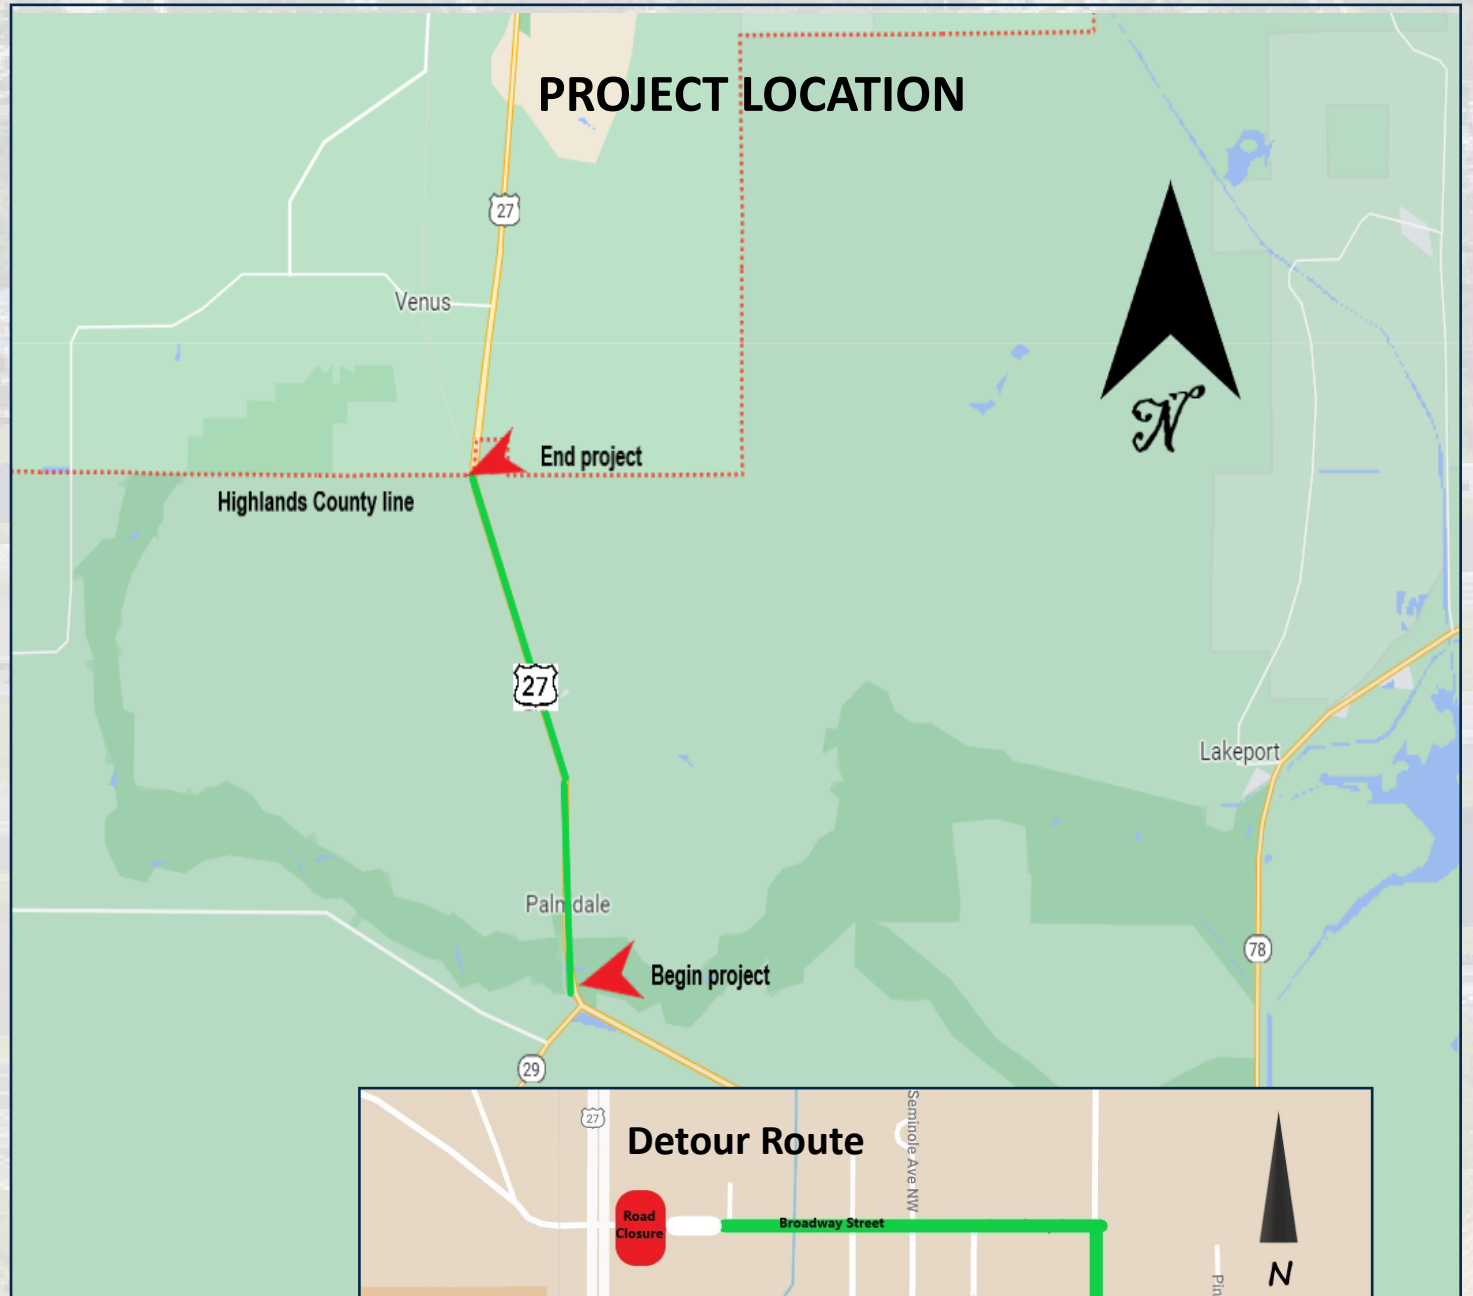 PROJECT LOCATION
27
Venus
End project
Highlands County line
27
Lakeport
Palmdale
78
Begin project
29
27
Seminole Ave NW
Detour Route
Road
Closure
Broadway Street
N
Pin
N